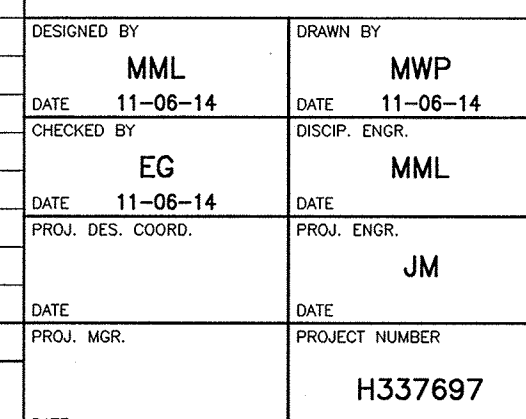 DESIGNED BY
MML
DATE 11-06-14
DRAWN BY
MWP
DATE 11-06-14
CHECKED BY
EG
DATE 11-06-14
DISCIP. ENGR.
MML
DATE
PROJ. DES. COORD.
DATE
PROJ. ENGR.
JM
DATE
PROJ. MGR.
PROJECT NUMBER
H337697